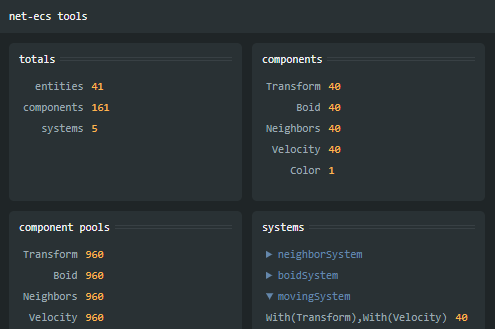 net-ecs tools
totals
entities 41
components 161
systems 5
components
Transform 40
Boid 40
Neighbors 40
Velocity 40
Color 1
component pools
Transform 960
Boid 960
Neighbors 960
Velocity 960
systems
▶ neighborSystem
▶ boidSystem
▼ movingSystem
With(Transform),With(Velocity) 40